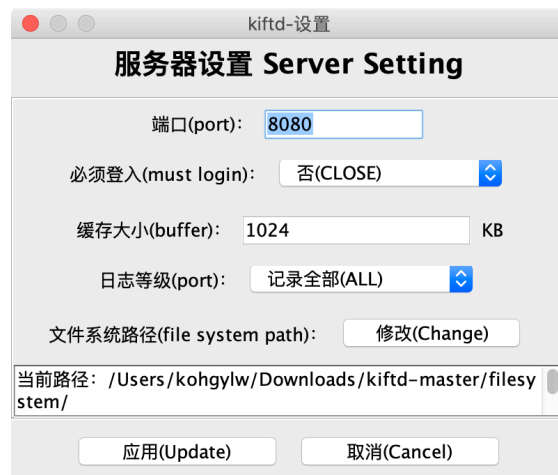 kiftd-设置
服务器设置 Server Setting
端口(port): 8080
必须登入(must login): 否(CLOSE)
缓存大小(buffer): 1024 KB
日志等级(port): 记录全部(ALL)
文件系统路径(file system path): 修改(Change)
当前路径：/Users/kohgylw/Downloads/kiftd-master/filesy
stem/
应用(Update) 取消(Cancel)